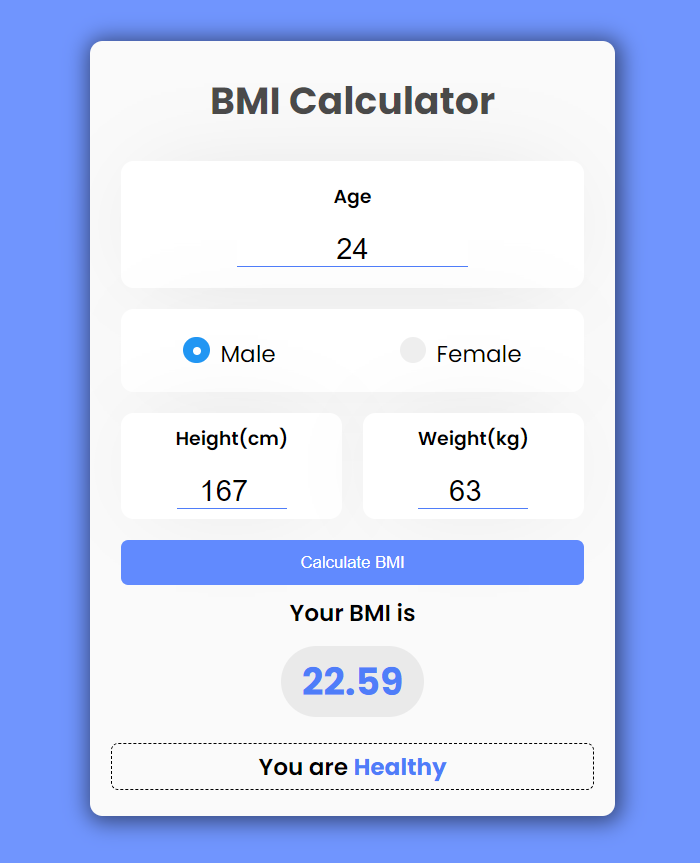 BMI Calculator
Age
24
Male Female
Height(cm) Weight(kg)
167 63
Calculate BMI
Your BMI is
22.59
You are Healthy